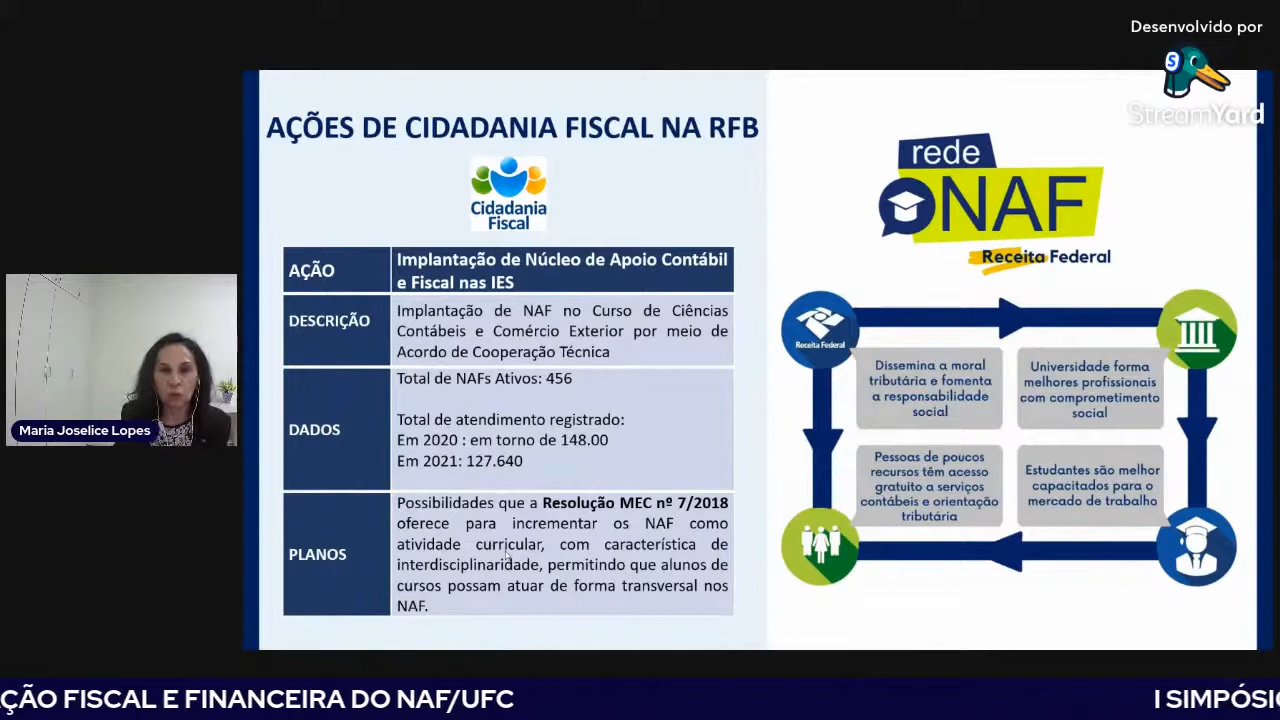 Desenvolvido por
StreamYard
AÇÕES DE CIDADANIA FISCAL NA RFB
Cidadania
Fiscal
AÇÃO
Implantação de Núcleo de Apoio Contábil
e Fiscal nas IES
DESCRIÇÃO
Implantação de NAF no Curso de Ciências
Contábeis e Comércio Exterior por meio de
Acordo de Cooperação Técnica
DADOS
Total de NAFs Ativos: 456
Total de atendimento registrado:
Em 2020 : em torno de 148.00
Em 2021: 127.640
PLANOS
Possibilidades que a Resolução MEC nº 7/2018
oferece para incrementar os NAF como
atividade curricular, com característica de
interdisciplinaridade, permitindo que alunos de
cursos possam atuar de forma transversal nos
NAF.
rede
NAF
Receita Federal
Receita Federal
Dissemina a moral
tributária e fomenta
a responsabilidade
social
Universidade forma
melhores profissionais
com comprometimento
social
Pessoas de poucos
recursos têm acesso
gratuito a serviços
contábeis e orientação
tributária
Estudantes são melhor
capacitados para o
mercado de trabalho
Maria Joselice Lopes
AÇÃO FISCAL E FINANCEIRA DO NAF/UFC
I SIMPÓSIO